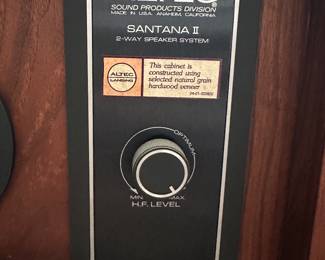 SOUND PRODUCTS DIVISION
MADE IN U.S.A. ANAHEIM, CALIFORNIA
SANTANA II
2-WAY SPEAKER SYSTEM
ALTEC
LANSING
This cabinet is
constructed using
selected natural grain
hardwood veneer
OPTIMUM
MIN. MAX.
H.F. LEVEL